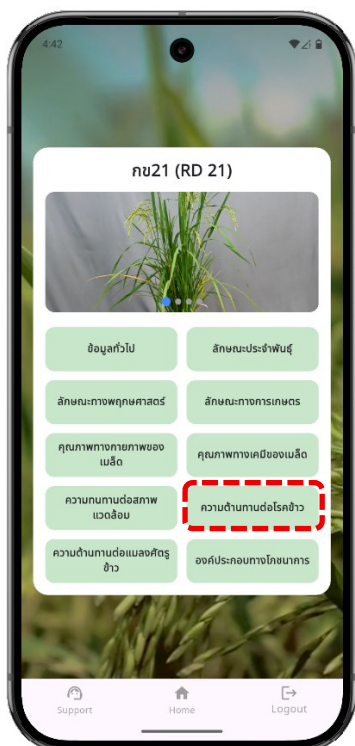 4:42
กข21 (RD 21)
ข้อมูลทั่วไป
ลักษณะประจำพันธุ์
ลักษณะทางพฤกษศาสตร์
ลักษณะทางการเกษตร
คุณภาพทางกายภาพของ
เมล็ด
คุณภาพทางเคมีของเมล็ด
ความทนทานต่อสภาพ
แวดล้อม
ความต้านทานต่อโรคข้าว
ความต้านทานต่อแมลงศัตรู
ข้าว
องค์ประกอบทางโภชนาการ
Support
Home
Logout